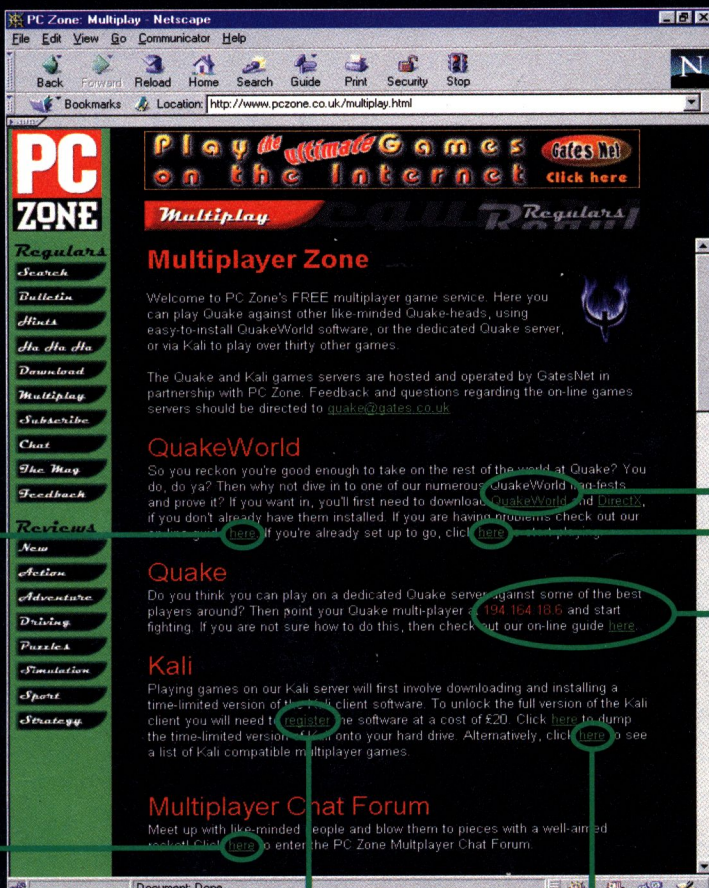 PC Zone: Multiplay - Netscape
File Edit View Go Communicator Help
Back Forward Reload Home Search Guide Print Security Stop
N
Bookmarks Location: http://www.pczone.co.uk/multiplay.html
PC
ZONE
Play the ultimate Games
on the Internet
Gates Net
Click here
Multiplay
Regulars
Regulars
Search
Bulletin
Hints
Ha Ha Ha
Download
Multiplay
Subscribe
Chat
The Mag
Feedback
Reviews
New
Action
Adventure
Driving
Puzzles
Simulation
Sport
Strategy
Multiplayer Zone
Welcome to PC Zone's FREE multiplayer game service. Here you
can play Quake against other like-minded Quake-heads, using
easy-to-install QuakeWorld software, or the dedicated Quake server,
or via Kali to play over thirty other games.
The Quake and Kali games servers are hosted and operated by GatesNet in
partnership with PC Zone. Feedback and questions regarding the on-line games
servers should be directed to quake@gates.co.uk
QuakeWorld
So you reckon you're good enough to take on the rest of the world at Quake? You
do, do ya? Then why not dive in to one of our numerous QuakeWorld frag-fests
and prove it? If you want in, you'll first need to download QuakeWorld and DirectX,
if you don't already have them installed. If you are having problems check out our
on-line guide here. If you're already set up to go, click here to start playing.
Quake
Do you think you can play on a dedicated Quake server against some of the best
players around? Then point your Quake multi-player at 194.164.18.6 and start
fighting. If you are not sure how to do this, then check out our on-line guide here.
Kali
Playing games on our Kali server will first involve downloading and installing a
time-limited version of the Kali client software. To unlock the full version of the Kali
client you will need to register the software at a cost of £20. Click here to dump
the time-limited version of Kali onto your hard drive. Alternatively, click here to see
a list of Kali compatible multiplayer games.
Multiplayer Chat Forum
Meet up with like-minded people and blow them to pieces with a well-aimed
rocket! Click here to enter the PC Zone Multplayer Chat Forum.
Document: Done